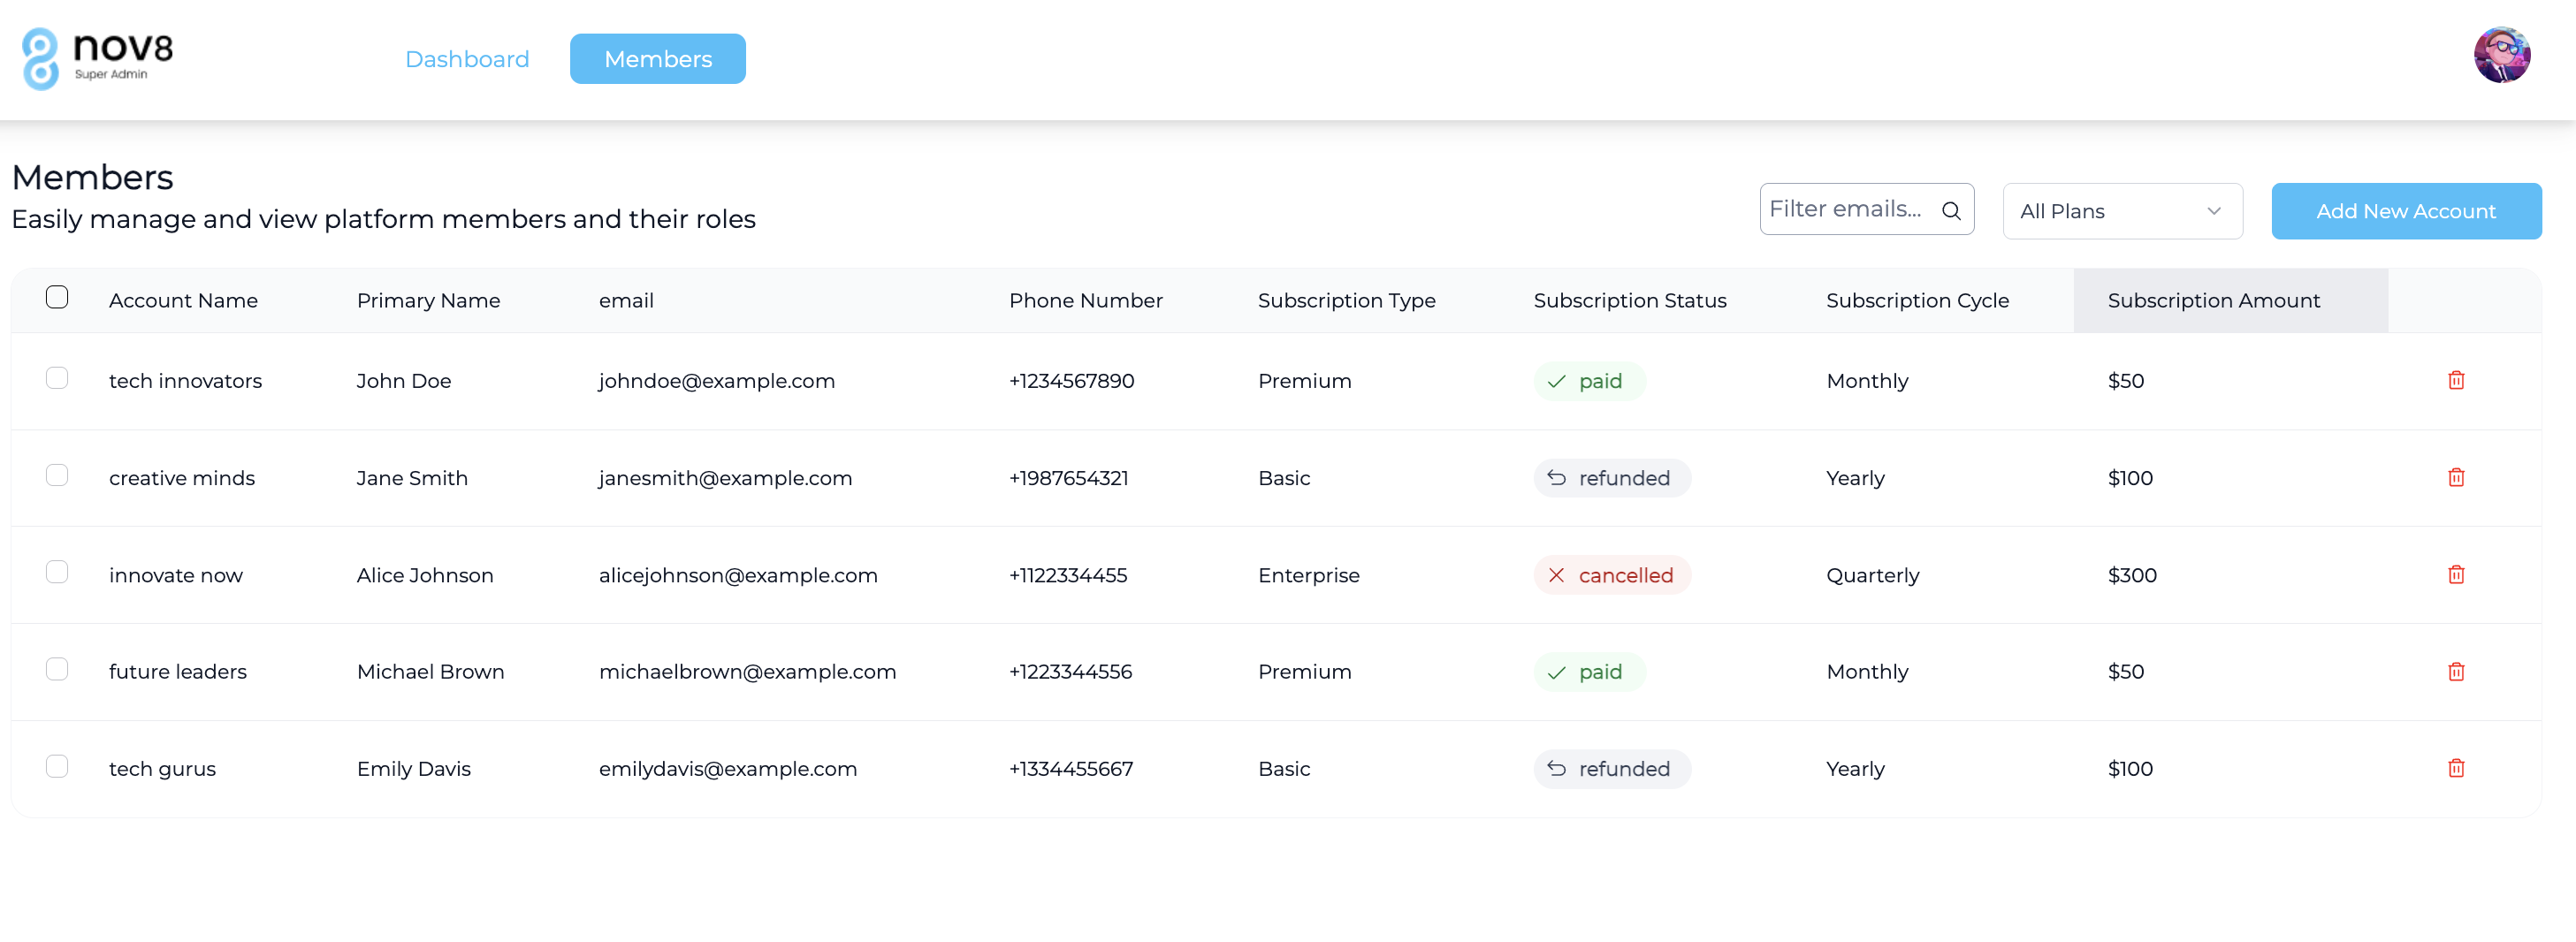 nov8
Super Admin
Dashboard Members
Members
Easily manage and view platform members and their roles
Filter emails... All Plans Add New Account
Account Name Primary Name email Phone Number Subscription Type Subscription Status Subscription Cycle Subscription Amount
tech innovators John Doe johndoe@example.com +1234567890 Premium paid Monthly $50
creative minds Jane Smith janesmith@example.com +1987654321 Basic refunded Yearly $100
innovate now Alice Johnson alicejohnson@example.com +1122334455 Enterprise cancelled Quarterly $300
future leaders Michael Brown michaelbrown@example.com +1223344556 Premium paid Monthly $50
tech gurus Emily Davis emilydavis@example.com +1334455667 Basic refunded Yearly $100